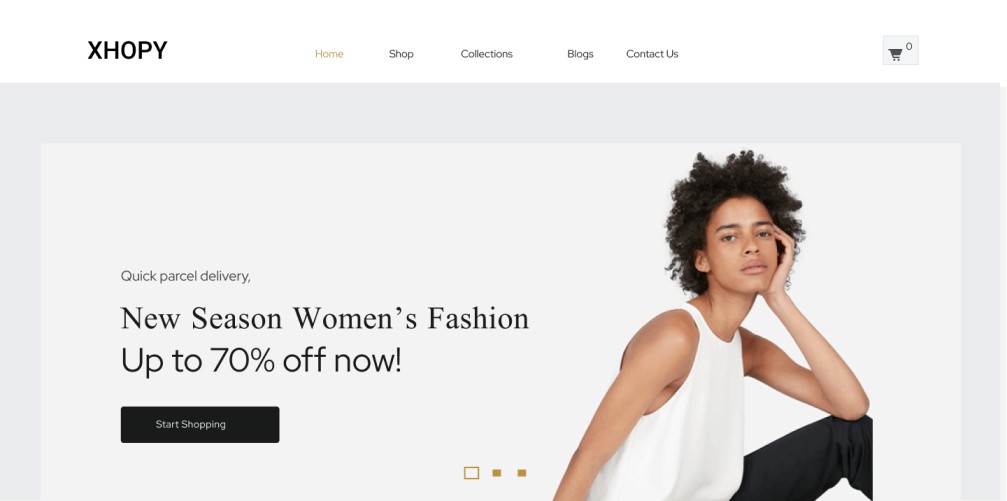 XHOPY
Home Shop Collections Blogs Contact Us
0
Quick parcel delivery,
New Season Women’s Fashion
Up to 70% off now!
Start Shopping